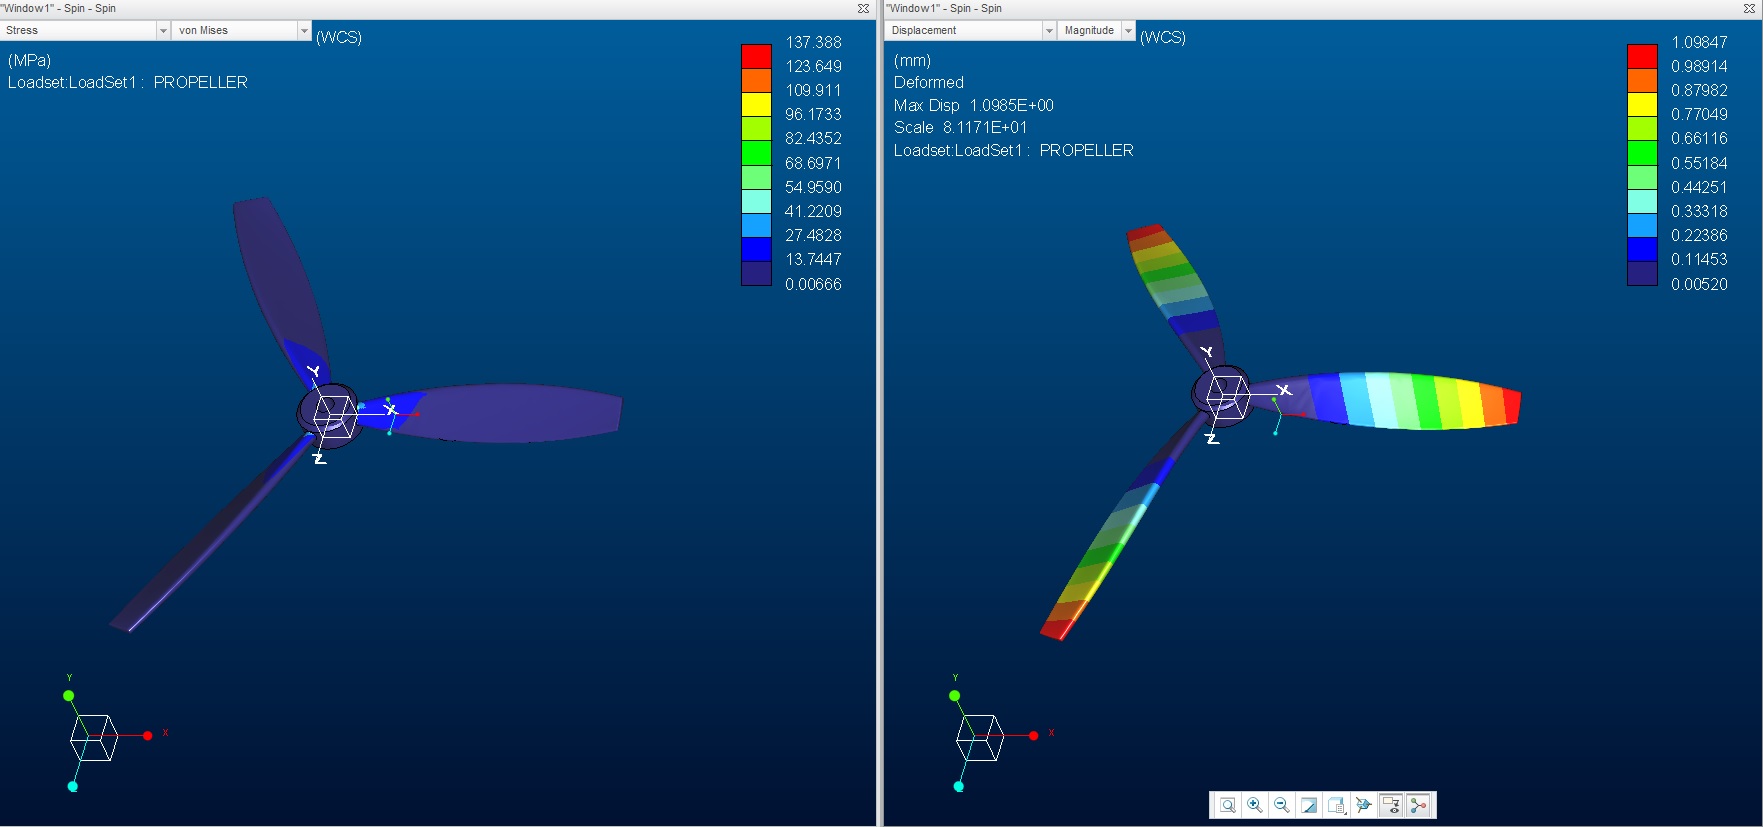 "Window1" - Spin - Spin
Stress
von Mises
(WCS)
(MPa)
Loadset:LoadSet1 : PROPELLER
137.388
123.649
109.911
96.1733
82.4352
68.6971
54.9590
41.2209
27.4828
13.7447
0.00666
Y
X
Z
Y
X
Z
"Window1" - Spin - Spin
Displacement
Magnitude
(WCS)
(mm)
Deformed
Max Disp 1.0985E+00
Scale 8.1171E+01
Loadset:LoadSet1 : PROPELLER
1.09847
0.98914
0.87982
0.77049
0.66116
0.55184
0.44251
0.33318
0.22386
0.11453
0.00520
Y
X
Z
Y
X
Z